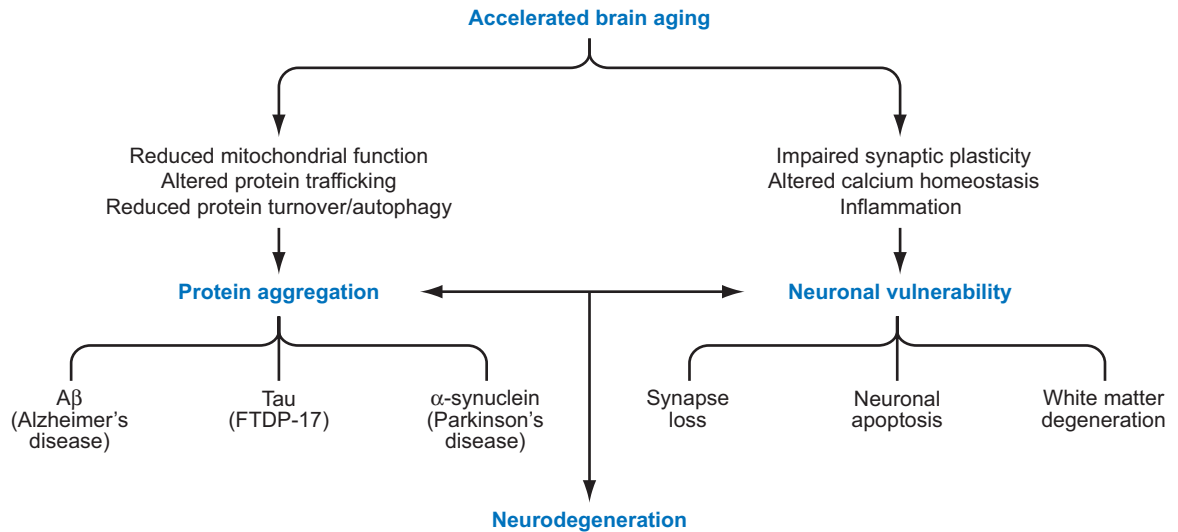 Accelerated brain aging
Reduced mitochondrial function
Altered protein trafficking
Reduced protein turnover/autophagy
Impaired synaptic plasticity
Altered calcium homeostasis
Inflammation
Protein aggregation
Neuronal vulnerability
Aβ
(Alzheimer's
disease)
Tau
(FTDP-17)
α-synuclein
(Parkinson's
disease)
Synapse
loss
Neuronal
apoptosis
White matter
degeneration
Neurodegeneration